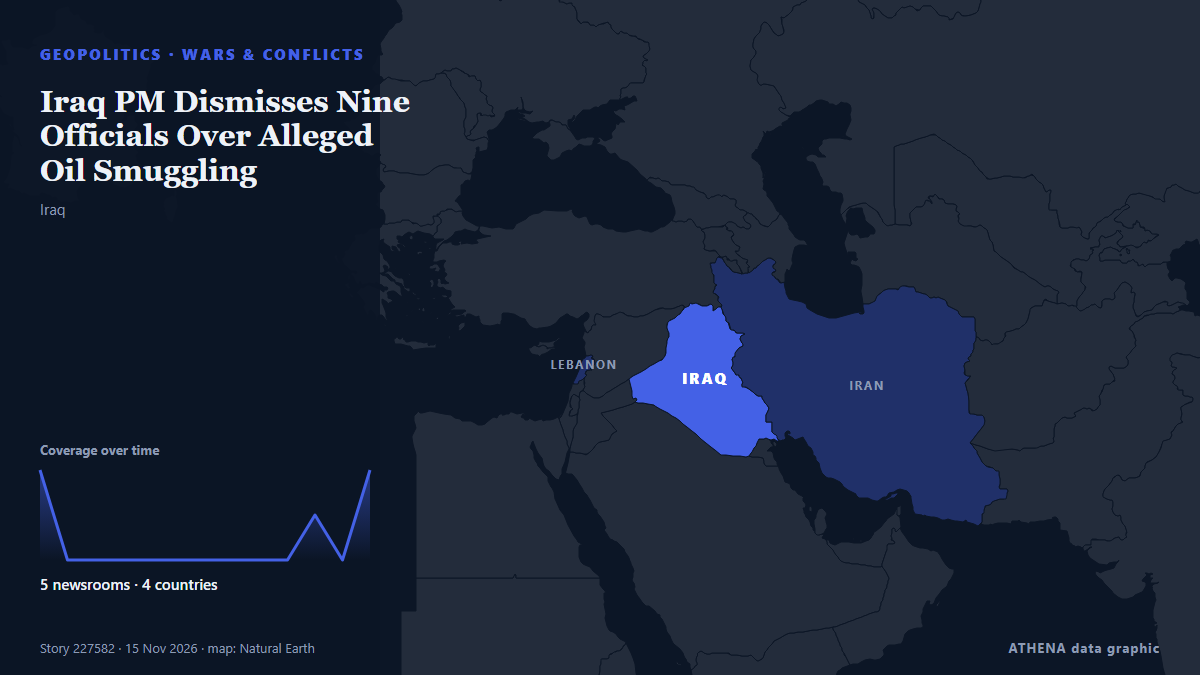 GEOPOLITICS · WARS & CONFLICTS
Iraq PM Dismisses Nine
Officials Over Alleged
Oil Smuggling
Iraq
LEBANON
IRAQ
IRAN
Coverage over time
5 newsrooms · 4 countries
Story 227582 · 15 Nov 2026 · map: Natural Earth
ATHENA data graphic